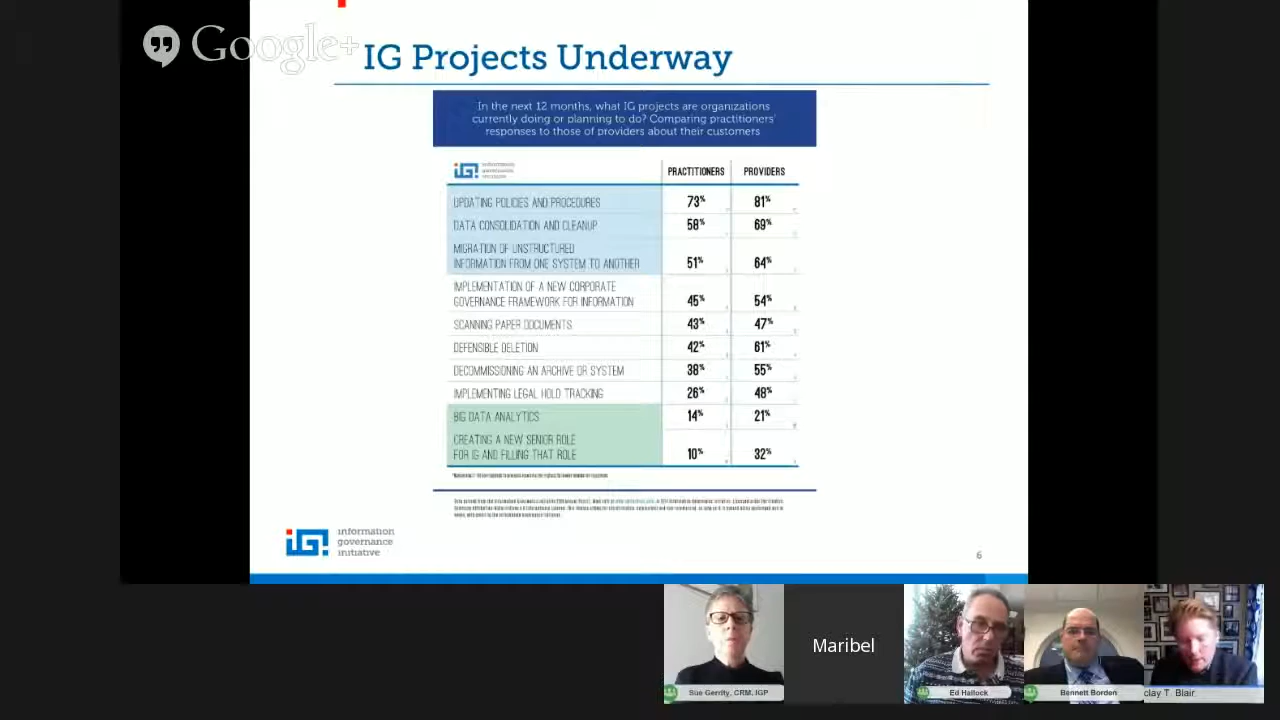 Google+
IG Projects Underway
In the next 12 months, what IG projects are organizations
currently doing or planning to do? Comparing practitioners'
responses to those of providers about their customers
iG! information
governance
initiative
PRACTITIONERS PROVIDERS
UPDATING POLICIES AND PROCEDURES 73% 81%
DATA CONSOLIDATION AND CLEANUP 58% 69%
MIGRATION OF UNSTRUCTURED
INFORMATION FROM ONE SYSTEM TO ANOTHER 51% 64%
IMPLEMENTATION OF A NEW CORPORATE
GOVERNANCE FRAMEWORK FOR INFORMATION 45% 54%
SCANNING PAPER DOCUMENTS 43% 47%
DEFENSIBLE DELETION 42% 61%
DECOMMISSIONING AN ARCHIVE OR SYSTEM 38% 55%
IMPLEMENTING LEGAL HOLD TRACKING 26% 48%
BIG DATA ANALYTICS 14% 21%
CREATING A NEW SENIOR ROLE
FOR IG AND FILLING THAT ROLE 10% 32%
iG! information
governance
initiative
6
Maribel
Sue Gerrity, CRM, IGP
Ed Hallock
Bennett Borden
clay T Blair